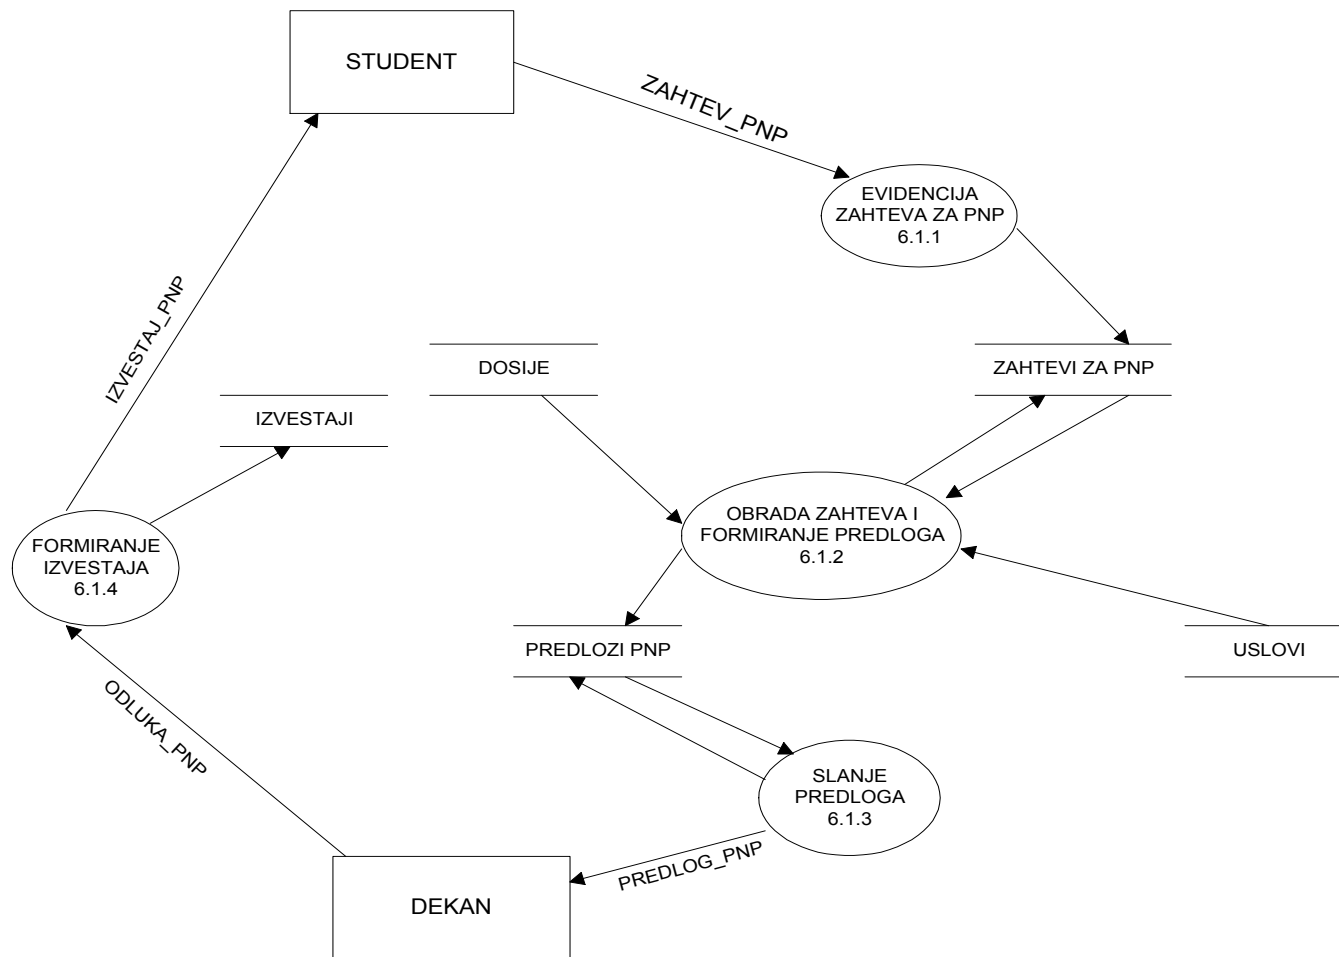 STUDENT
ZAHTEV_PNP
EVIDENCIJA
ZAHTEVA ZA PNP
6.1.1
IZVESTAJ_PNP
DOSIJE
ZAHTEVI ZA PNP
IZVESTAJI
OBRADA ZAHTEVA I
FORMIRANJE PREDLOGA
6.1.2
FORMIRANJE
IZVESTAJA
6.1.4
PREDLOZI PNP
USLOVI
ODLUKA_PNP
SLANJE
PREDLOGA
6.1.3
PREDLOG_PNP
DEKAN